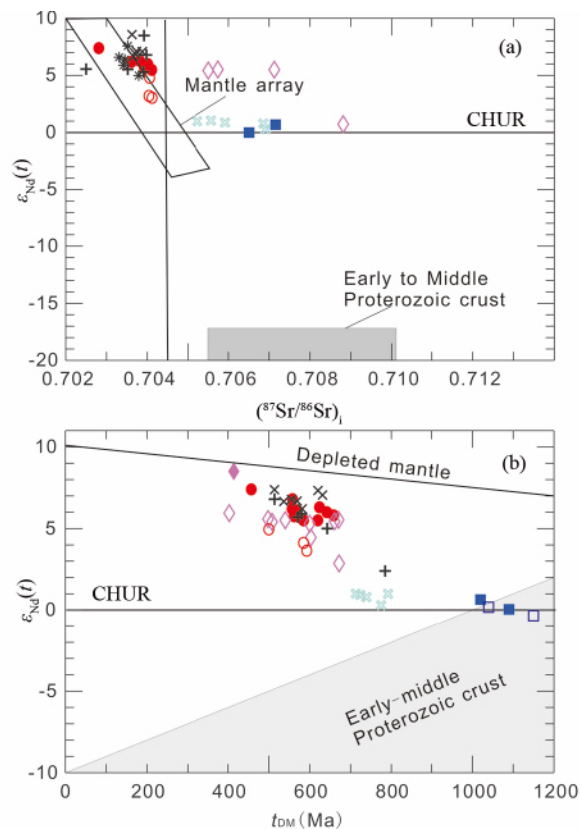 10
(a)
5
Mantle array
CHUR
0
εNd(t)
-5
Early to Middle
Proterozoic crust
-10
-15
-20
0.702 0.704 0.706 0.708 0.710 0.712
(87Sr/86Sr)i
15
(b)
10
Depleted mantle
5
εNd(t)
CHUR
0
-5
Early-middle
Proterozoic crust
-10
0 200 400 600 800 1000 1200
tDM(Ma)